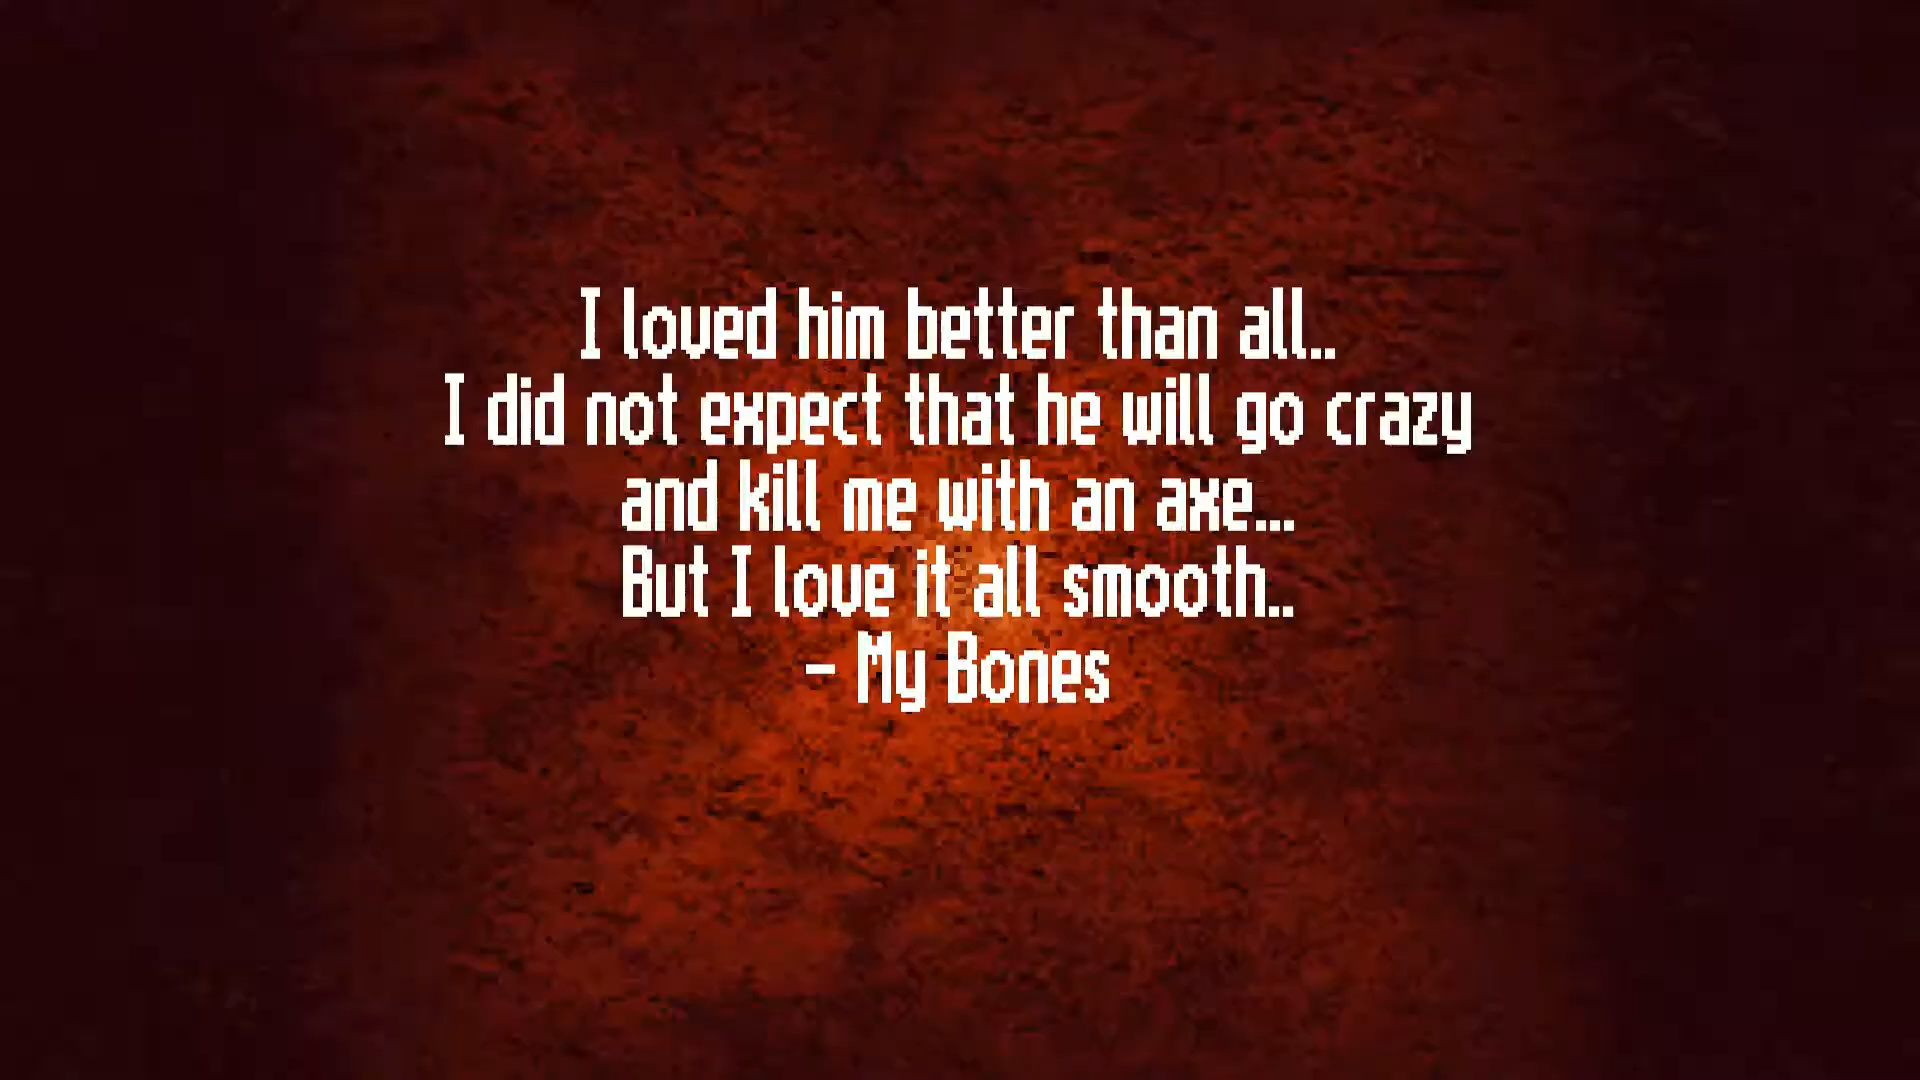 I loved him better than all..
I did not expect that he will go crazy
and kill me with an axe...
But I love it all smooth..
- My Bones